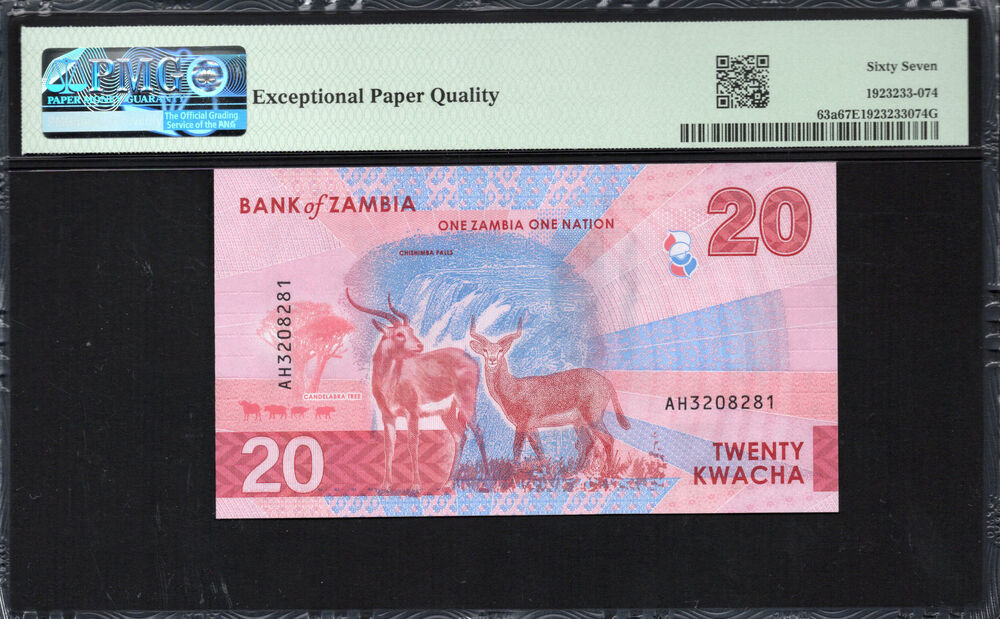 PMG
PAPER MONEY GUARANTY
The Official Grading
Service of the ANA
Exceptional Paper Quality
Sixty Seven
1923233-074
63a67E1923233074G
BANK of ZAMBIA
ONE ZAMBIA ONE NATION
20
CHISHIMBA FALLS
AH3208281
CANDELABRA TREE
AH3208281
20
TWENTY
KWACHA